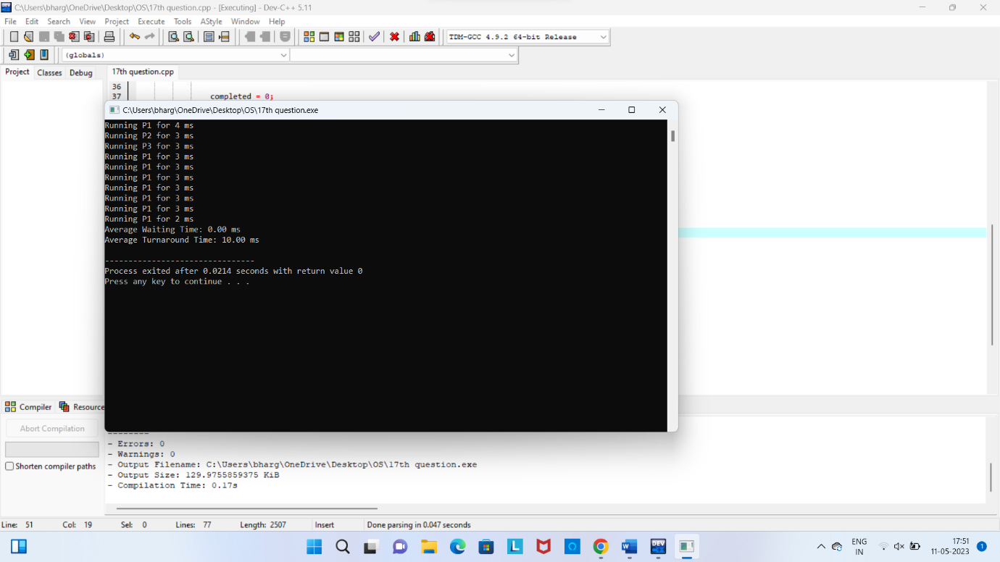 C:\Users\bharg\OneDrive\Desktop\OS\17th question.cpp - [Executing] - Dev-C++ 5.11
File Edit Search View Project Execute Tools AStyle Window Help
TDM-GCC 4.9.2 64-bit Release
(globals)
Project Classes Debug
17th question.cpp
36
37 completed = 0;
C:\Users\bharg\OneDrive\Desktop\OS\17th question.exe
Running P1 for 4 ms
Running P2 for 3 ms
Running P3 for 3 ms
Running P1 for 3 ms
Running P1 for 3 ms
Running P1 for 3 ms
Running P1 for 3 ms
Running P1 for 3 ms
Running P1 for 3 ms
Running P1 for 2 ms
Average Waiting Time: 0.00 ms
Average Turnaround Time: 10.00 ms
--------------------------------
Process exited after 0.0214 seconds with return value 0
Press any key to continue . . .
Compiler Resource
Abort Compilation
Shorten compiler paths
--------
- Errors: 0
- Warnings: 0
- Output Filename: C:\Users\bharg\OneDrive\Desktop\OS\17th question.exe
- Output Size: 129.9755859375 KiB
- Compilation Time: 0.17s
Line: 51 Col: 19 Sel: 0 Lines: 77 Length: 2507 Insert Done parsing in 0.047 seconds
L
W
DEV
ENG
IN
17:51
11-05-2023
1